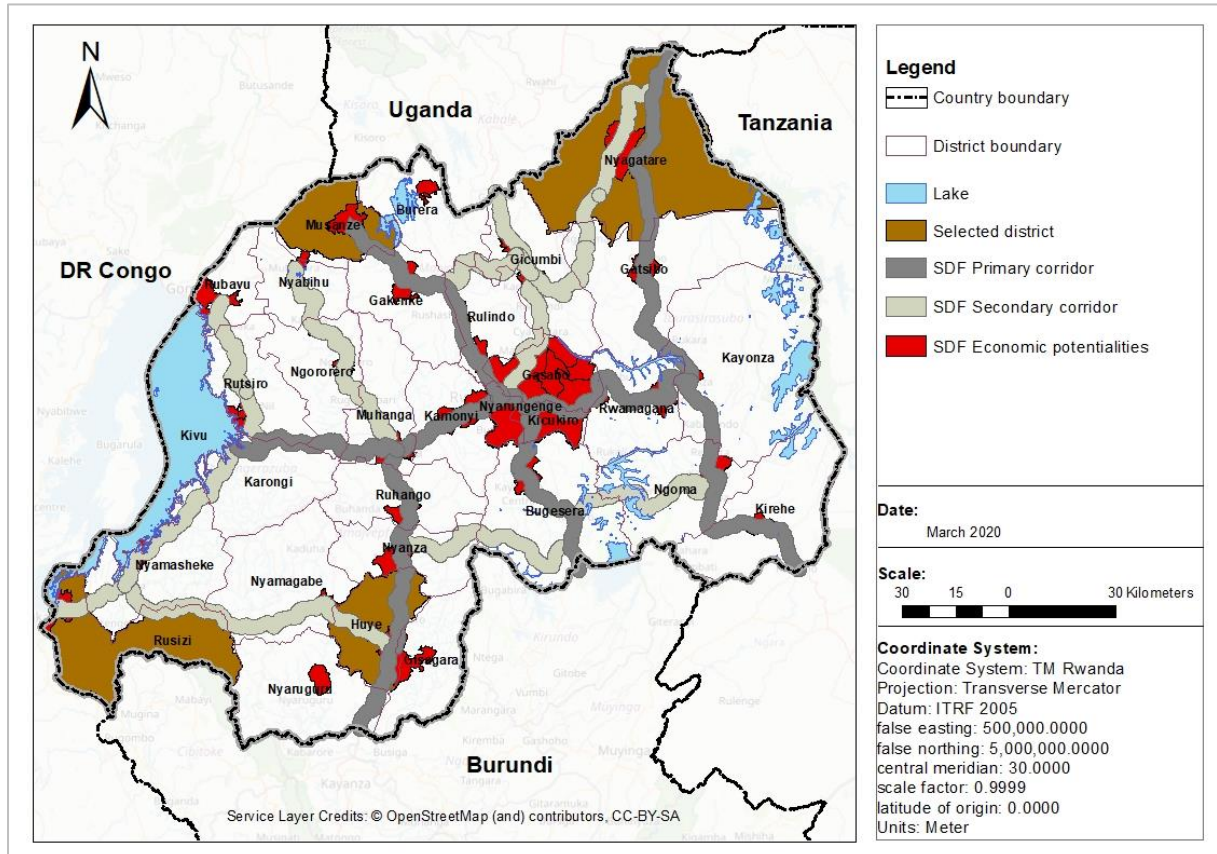 N
Uganda
Tanzania
DR Congo
Burundi
Nyagatare
Musanze
Burera
Gicumbi
Gatsibo
Rubavu
Nyabihu
Gakenke
Rulindo
Kayonza
Rutsiro
Ngororero
Gasabo
Muhanga
Kamonyi
Nyarungenge
Rwamagana
Kicukiro
Kivu
Karongi
Ruhango
Ngoma
Bugesera
Kirehe
Nyanza
Nyamasheke
Nyamagabe
Huye
Rusizi
Gisagara
Nyaruguru
Service Layer Credits: © OpenStreetMap (and) contributors, CC-BY-SA
Legend
Country boundary
District boundary
Lake
Selected district
SDF Primary corridor
SDF Secondary corridor
SDF Economic potentialities
Date:
March 2020
Scale:
30 15 0 30 Kilometers
Coordinate System:
Coordinate System: TM Rwanda
Projection: Transverse Mercator
Datum: ITRF 2005
false easting: 500,000.0000
false northing: 5,000,000.0000
central meridian: 30.0000
scale factor: 0.9999
latitude of origin: 0.0000
Units: Meter